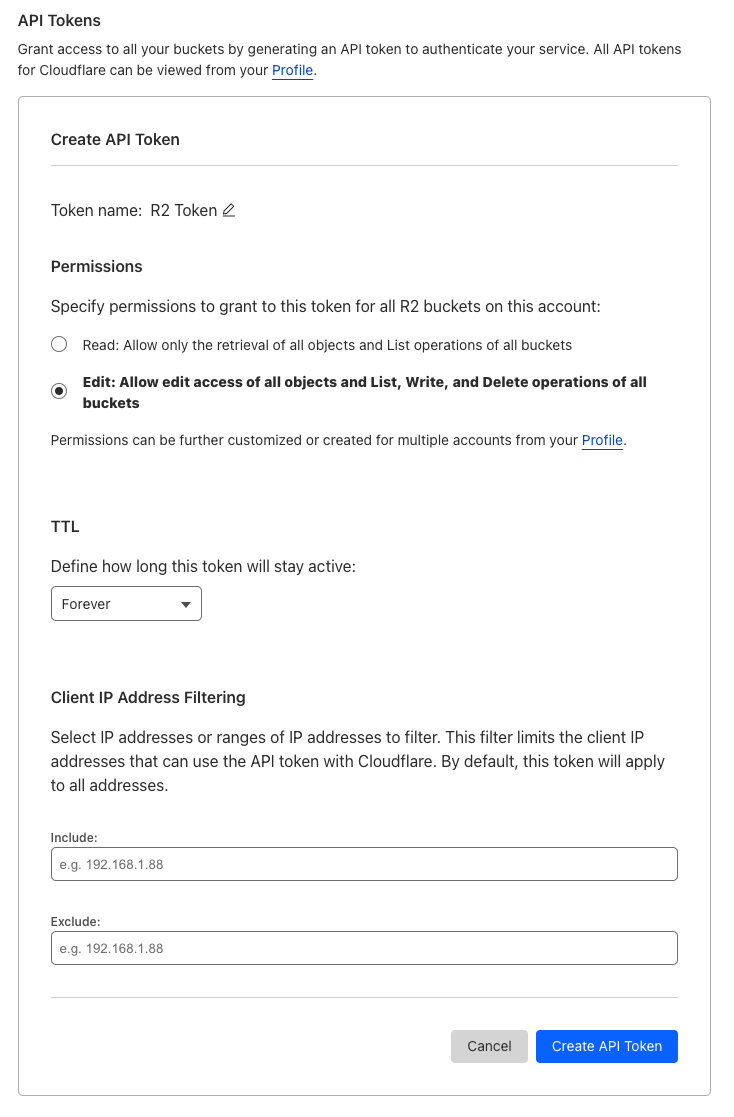 API Tokens
Grant access to all your buckets by generating an API token to authenticate your service. All API tokens
for Cloudflare can be viewed from your Profile.
Create API Token
Token name: R2 Token
Permissions
Specify permissions to grant to this token for all R2 buckets on this account:
Read: Allow only the retrieval of all objects and List operations of all buckets
Edit: Allow edit access of all objects and List, Write, and Delete operations of all
buckets
Permissions can be further customized or created for multiple accounts from your Profile.
TTL
Define how long this token will stay active:
Forever
Client IP Address Filtering
Select IP addresses or ranges of IP addresses to filter. This filter limits the client IP
addresses that can use the API token with Cloudflare. By default, this token will apply
to all addresses.
Include:
e.g. 192.168.1.88
Exclude:
e.g. 192.168.1.88
Cancel
Create API Token